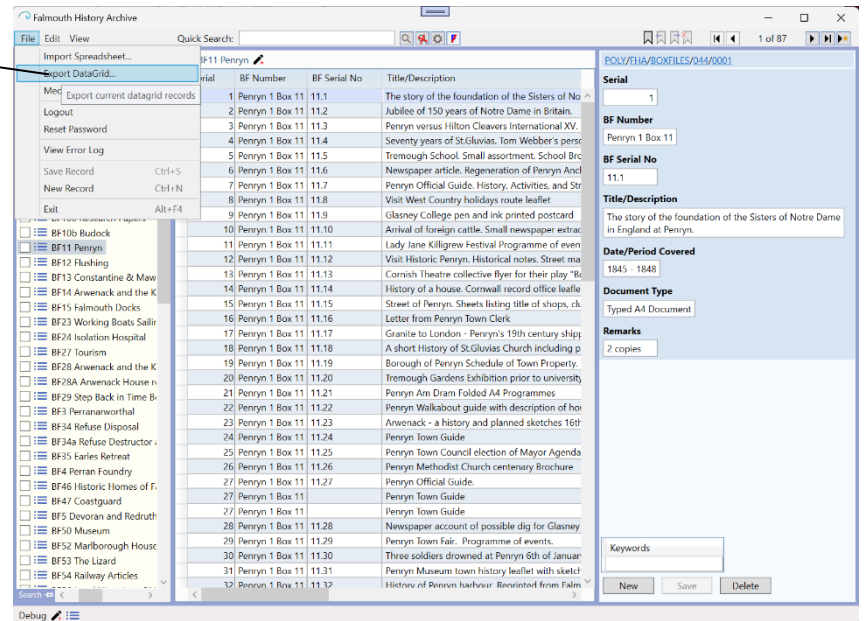 Falmouth History Archive
File Edit View Quick Search: 1 of 87
Import Spreadsheet...
Export DataGrid...
Export current datagrid records
Logout
Reset Password
View Error Log
Save Record Ctrl+S
New Record Ctrl+N
Exit Alt+F4
BF10b Budock
BF11 Penryn
BF12 Flushing
BF13 Constantine & Maw
BF14 Arwenack and the K
BF15 Falmouth Docks
BF23 Working Boats Sailin
BF24 Isolation Hospital
BF27 Tourism
BF28 Arwenack and the K
BF28A Arwenack House r
BF29 Step Back in Time B
BF3 Perranarworthal
BF34 Refuse Disposal
BF34a Refuse Destructor
BF35 Earles Retreat
BF4 Perran Foundry
BF46 Historic Homes of F
BF47 Coastguard
BF5 Devoran and Redruth
BF50 Museum
BF52 Marlborough House
BF53 The Lizard
BF54 Railway Articles
Search
BF11 Penryn
BF Number BF Serial No Title/Description
1 Penryn 1 Box 11 11.1 The story of the foundation of the Sisters of No
2 Penryn 1 Box 11 11.2 Jubilee of 150 years of Notre Dame in Britain.
3 Penryn 1 Box 11 11.3 Penryn versus Hilton Cleavers International XV.
4 Penryn 1 Box 11 11.4 Seventy years of St.Gluvias. Tom Webber's pers
5 Penryn 1 Box 11 11.5 Tremough School. Small assortment. School Bro
6 Penryn 1 Box 11 11.6 Newspaper article. Regeneration of Penryn Anc
7 Penryn 1 Box 11 11.7 Penryn Official Guide. History, Activities, and Str
8 Penryn 1 Box 11 11.8 Visit West Country holidays route leaflet
9 Penryn 1 Box 11 11.9 Glasney College pen and ink printed postcard
10 Penryn 1 Box 11 11.10 Arrival of foreign cattle. Small newspaper extrac
11 Penryn 1 Box 11 11.11 Lady Jane Killigrew Festival Programme of even
12 Penryn 1 Box 11 11.12 Visit Historic Penryn. Historical notes. Street ma
13 Penryn 1 Box 11 11.13 Cornish Theatre collective flyer for their play "B
14 Penryn 1 Box 11 11.14 History of a house. Cornwall record office leafle
15 Penryn 1 Box 11 11.15 Street of Penryn. Sheets listing title of shops, clu
16 Penryn 1 Box 11 11.16 Letter from Penryn Town Clerk
17 Penryn 1 Box 11 11.17 Granite to London - Penryn's 19th century shipp
18 Penryn 1 Box 11 11.18 A short History of St.Gluvias Church including p
19 Penryn 1 Box 11 11.19 Borough of Penryn Schedule of Town Property.
20 Penryn 1 Box 11 11.20 Tremough Gardens Exhibition prior to university
21 Penryn 1 Box 11 11.21 Penryn Am Dram Folded A4 Programmes
22 Penryn 1 Box 11 11.22 Penryn Walkabout guide with description of ho
23 Penryn 1 Box 11 11.23 Arwenack - a history and planned sketches 16th
24 Penryn 1 Box 11 11.24 Penryn Town Guide
25 Penryn 1 Box 11 11.25 Penryn Town Council election of Mayor Agenda
26 Penryn 1 Box 11 11.26 Penryn Methodist Church centenary Brochure
27 Penryn 1 Box 11 11.27 Penryn Official Guide.
27 Penryn 1 Box 11 Penryn Town Guide
27 Penryn 1 Box 11 Penryn Town Guide
28 Penryn 1 Box 11 11.28 Newspaper account of possible dig for Glasney
29 Penryn 1 Box 11 11.29 Penryn Town Fair. Programme of events.
30 Penryn 1 Box 11 11.30 Three soldiers drowned at Penryn 6th of January
31 Penryn 1 Box 11 11.31 Penryn Museum town history leaflet with sketch
32 Penryn 1 Box 11 11.32 History of Penryn harbour. Reprinted from Falm
POLY/FHA/BOXFILES/044/0001
Serial
1
BF Number
Penryn 1 Box 11
BF Serial No
11.1
Title/Description
The story of the foundation of the Sisters of Notre Dame
in England at Penryn.
Date/Period Covered
1845 - 1848
Document Type
Typed A4 Document
Remarks
2 copies
Keywords
New Save Delete
Debug